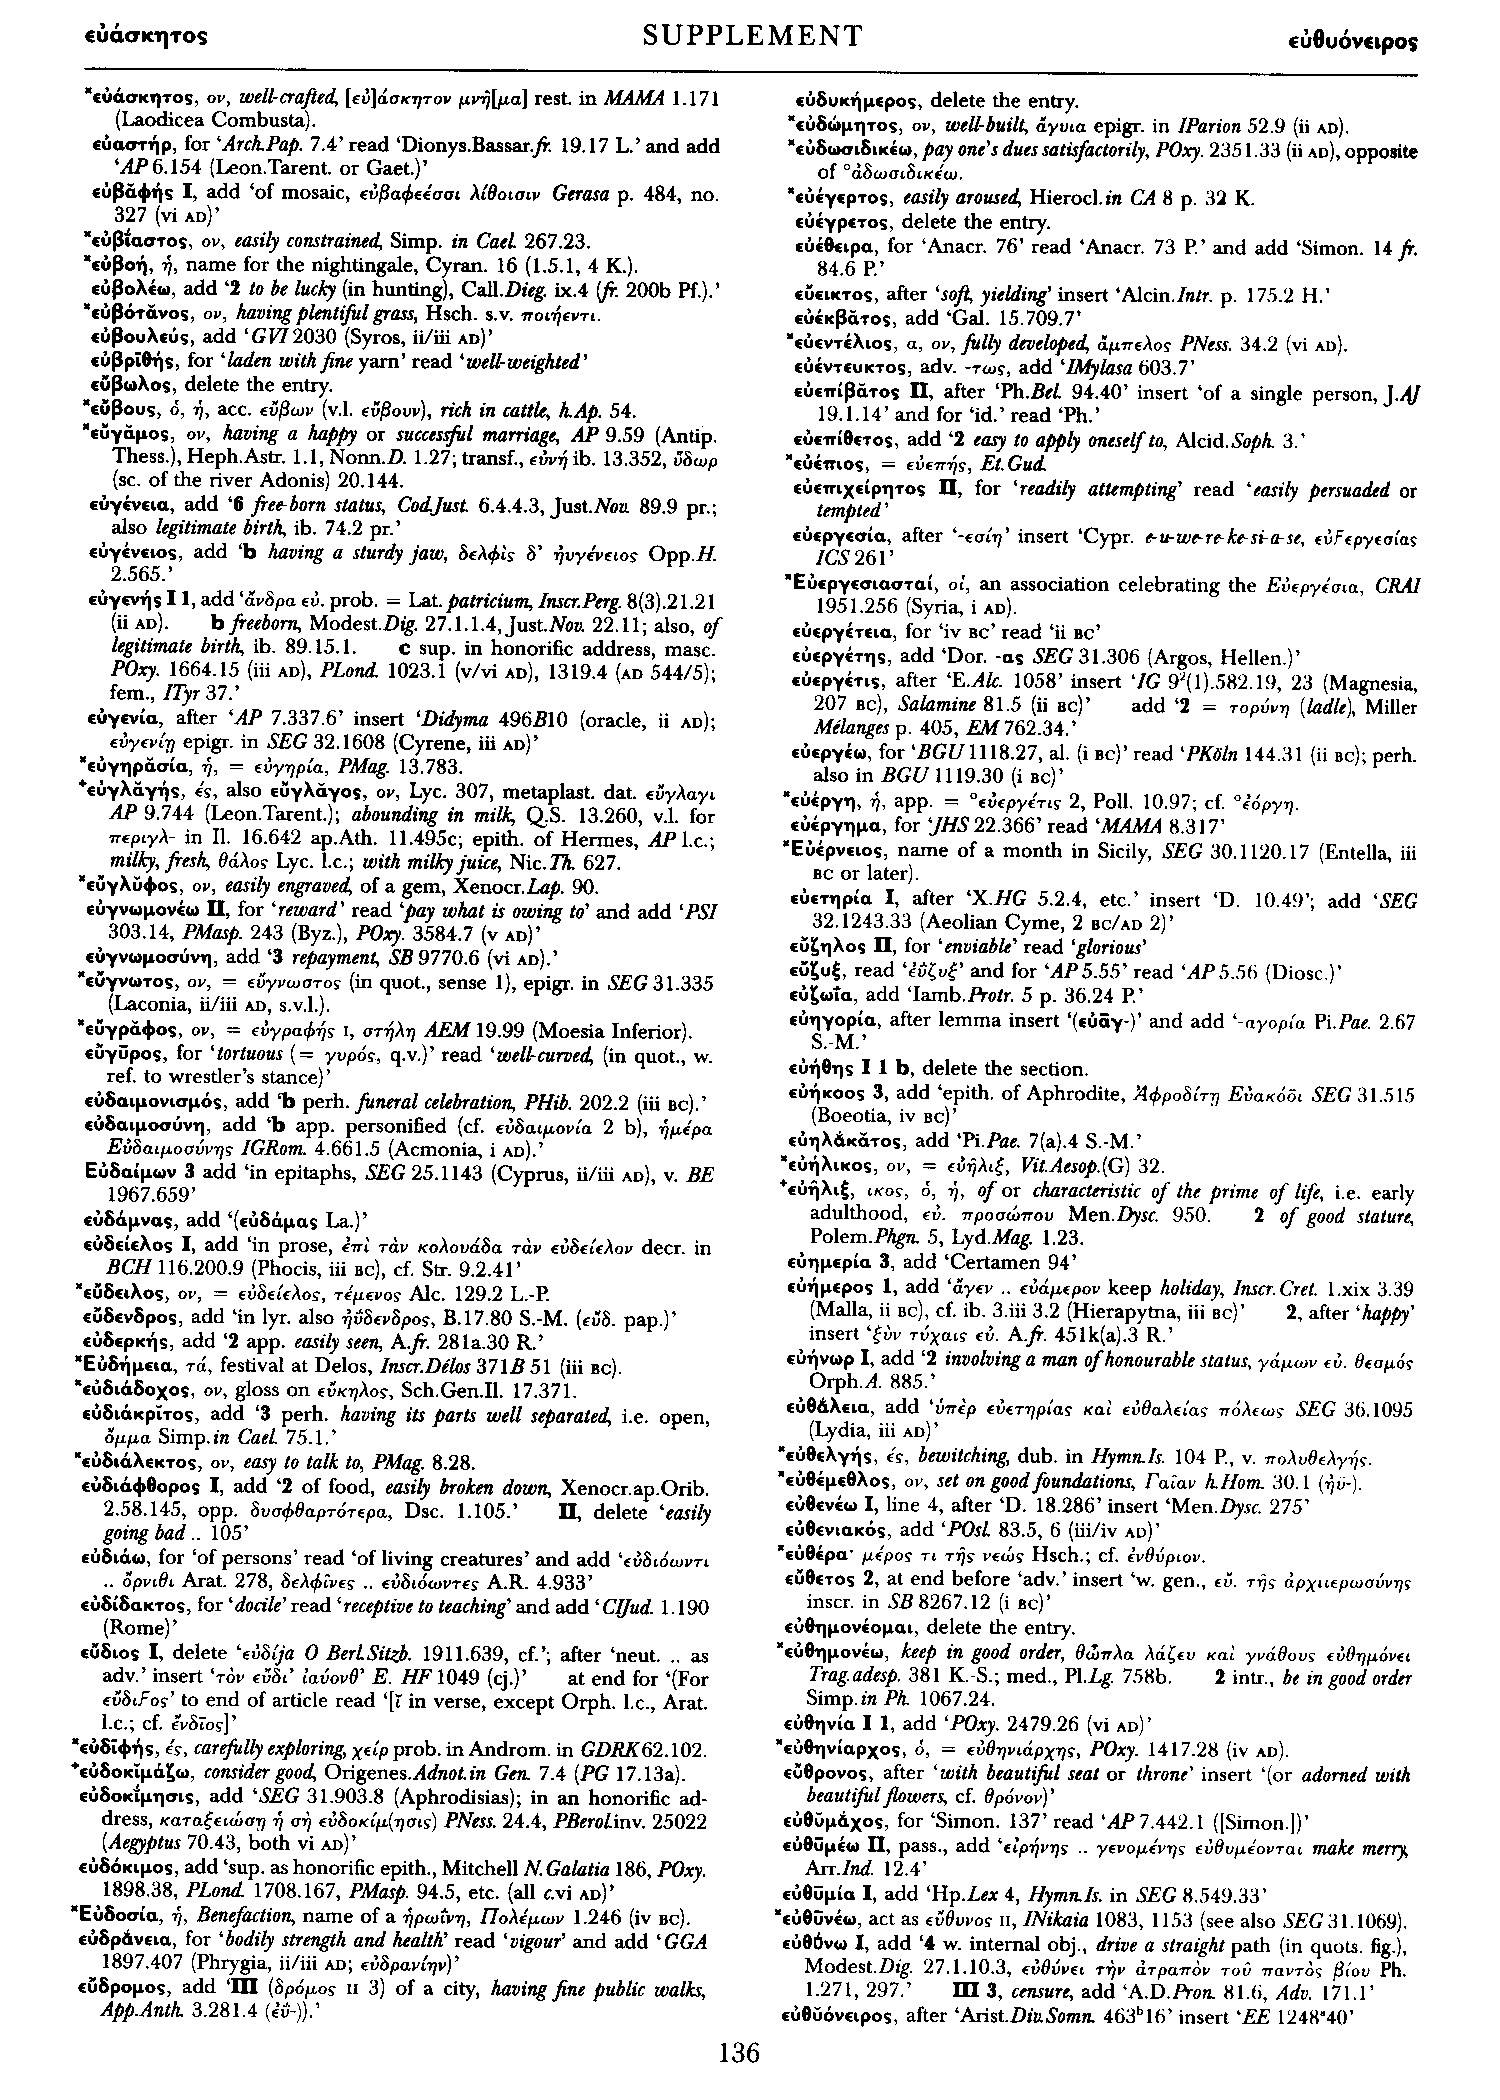 εὐάσκητος
SUPPLEMENT
εὐθυόνειρος
*εὐάσκητος, ον, well-crafted, [εὐ]άσκητον μνῆ[μα] rest. in MAMA 1.171
(Laodicea Combusta).
εὐαστήρ, for ‘Arch.Pap. 7.4’ read ‘Dionys.Bassar.fr. 19.17 L.’ and add
‘AP 6.154 (Leon.Tarent. or Gaet.)’
εὐβᾰφής I, add ‘of mosaic, εὐβαφεέσσι λίθοισιν Gerasa p. 484, no.
327 (vi AD)’
*εὐβίαστος, ον, easily constrained, Simp. in Cael. 267.23.
*εὐβοή, ἡ, name for the nightingale, Cyran. 16 (1.5.1, 4 K.).
εὐβολέω, add ‘2 to be lucky (in hunting), Call.Dieg. ix.4 (fr. 200b Pf.).’
*εὐβότᾰνος, ον, having plentiful grass, Hsch. s.v. ποιήεντι.
εὐβουλεύς, add ‘GVI 2030 (Syros, ii/iii AD)’
εὐβρῑθής, for ‘laden with fine yarn’ read ‘well-weighted’
εὔβωλος, delete the entry.
*εὔβους, ὁ, ἡ, acc. εὔβων (v.l. εὔβουν), rich in cattle, h.Ap. 54.
*εὔγᾰμος, ον, having a happy or successful marriage, AP 9.59 (Antip.
Thess.), Heph.Astr. 1.1, Nonn.D. 1.27; transf., εὐνή ib. 13.352, ὕδωρ
(sc. of the river Adonis) 20.144.
εὐγένεια, add ‘6 free-born status, Cod.Just. 6.4.4.3, Just.Nov. 89.9 pr.;
also legitimate birth, ib. 74.2 pr.’
εὐγένειος, add ‘b having a sturdy jaw, δελφὶς δ’ ἠυγένειος Opp.H.
2.565.’
εὐγενής I 1, add ‘ἄνδρα εὐ. prob. = Lat. patricium, Inscr.Perg. 8(3).21.21
(ii AD). b freeborn, Modest.Dig. 27.1.1.4, Just.Nov. 22.11; also, of
legitimate birth, ib. 89.15.1. c sup. in honorific address, masc.
POxy. 1664.15 (iii AD), PLond. 1023.1 (v/vi AD), 1319.4 (AD 544/5);
fem., ITyr 37.’
εὐγενία, after ‘AP 7.337.6’ insert ‘Didyma 496B10 (oracle, ii AD);
εὐγενίῃ epigr. in SEG 32.1608 (Cyrene, iii AD)’
*εὐγηρᾱσία, ἡ, = εὐγηρία, PMag. 13.783.
⁺εὐγλᾰγής, ές, also εὔγλᾰγος, ον, Lyc. 307, metaplast. dat. εὔγλαγι
AP 9.744 (Leon.Tarent.); abounding in milk, Q.S. 13.260, v.l. for
περιγλ- in Il. 16.642 ap.Ath. 11.495c; epith. of Hermes, AP l.c.;
milky, fresh, θάλος Lyc. l.c.; with milky juice, Nic.Th. 627.
*εὔγλῠφος, ον, easily engraved, of a gem, Xenocr.Lap. 90.
εὐγνωμονέω II, for ‘reward’ read ‘pay what is owing to’ and add ‘PSI
303.14, PMasp. 243 (Byz.), POxy. 3584.7 (v AD)’
εὐγνωμοσύνη, add ‘3 repayment, SB 9770.6 (vi AD).’
*εὔγνωτος, ον, = εὔγνωστος (in quot., sense 1), epigr. in SEG 31.335
(Laconia, ii/iii AD, s.v.l.).
*εὔγρᾰφος, ον, = εὐγραφής I, στήλη AEM 19.99 (Moesia Inferior).
εὔγῡρος, for ‘tortuous (= γυρός, q.v.)’ read ‘well-curved, (in quot., w.
ref. to wrestler’s stance)’
εὐδαιμονισμός, add ‘b perh. funeral celebration, PHib. 202.2 (iii BC).’
εὐδαιμοσύνη, add ‘b app. personified (cf. εὐδαιμονία 2 b), ἡμέρα
Εὐδαιμοσύνης IGRom. 4.661.5 (Acmonia, i AD).’
Εὐδαίμων 3 add ‘in epitaphs, SEG 25.1143 (Cyprus, ii/iii AD), v. BE
1967.659’
εὐδάμνας, add ‘(εὐδάμας La.)’
εὐδείελος I, add ‘in prose, ἐπὶ τὰν κολουάδα τὰν εὐδείελον decr. in
BCH 116.200.9 (Phocis, iii BC), cf. Str. 9.2.41’
*εὔδειλος, ον, = εὐδείελος, τέμενος Alc. 129.2 L.-P.
εὔδενδρος, add ‘in lyr. also ἠΰδενδρος, B.17.80 S.-M. (εὔδ. pap.)’
εὐδερκής, add ‘2 app. easily seen, A.fr. 281a.30 R.’
*Εὐδήμεια, τά, festival at Delos, Inscr.Délos 371B 51 (iii BC).
*εὐδιάδοχος, ον, gloss on εὔκηλος, Sch.Gen.Il. 17.371.
εὐδιάκρῐτος, add ‘3 perh. having its parts well separated, i.e. open,
ὄμμα Simp.in Cael. 75.1.’
*εὐδιάλεκτος, ον, easy to talk to, PMag. 8.28.
εὐδιάφθορος I, add ‘2 of food, easily broken down, Xenocr.ap.Orib.
2.58.145, opp. δυσφθαρτότερα, Dsc. 1.105.’ II, delete ‘easily
going bad .. 105’
εὐδιάω, for ‘of persons’ read ‘of living creatures’ and add ‘εὐδιόωντι
.. ὄρνιθι Arat. 278, δελφῖνες .. εὐδιόωντες A.R. 4.933’
εὐδίδακτος, for ‘docile’ read ‘receptive to teaching’ and add ‘CIJud. 1.190
(Rome)’
εὔδιος I, delete ‘εὐδίja O Berl.Sitzb. 1911.639, cf.’; after ‘neut. .. as
adv.’ insert ‘τὸν εὔδι’ ἰαύονθ’ E. HF 1049 (cj.)’ at end for ‘(For
εὔδιϝος’ to end of article read ‘[ῐ in verse, except Orph. l.c., Arat.
l.c.; cf. ἔνδῑος]’
*εὐδῑφής, ές, carefully exploring, χείρ prob. in Androm. in GDRK 62.102.
⁺εὐδοκῐμάζω, consider good, Origenes.Adnot.in Gen. 7.4 (PG 17.13a).
εὐδοκίμησις, add ‘SEG 31.903.8 (Aphrodisias); in an honorific ad-
dress, καταξειώσῃ ἡ σὴ εὐδοκίμ(ησις) PNess. 24.4, PBerol.inv. 25022
(Aegyptus 70.43, both vi AD)’
εὐδόκιμος, add ‘sup. as honorific epith., Mitchell N. Galatia 186, POxy.
1898.38, PLond. 1708.167, PMasp. 94.5, etc. (all c.vi AD)’
*Εὐδοσία, ἡ, Benefaction, name of a ἡρωΐνη, Πολέμων 1.246 (iv BC).
εὐδράνεια, for ‘bodily strength and health’ read ‘vigour’ and add ‘GGA
1897.407 (Phrygia, ii/iii AD; εὐδρανίην)’
εὔδρομος, add ‘III (δρόμος II 3) of a city, having fine public walks,
App.Anth. 3.281.4 (ἐΰ-)).’
εὐδυκήμερος, delete the entry.
*εὐδώμητος, ον, well-built, ἄγυια epigr. in IParion 52.9 (ii AD).
*εὐδωσιδικέω, pay one’s dues satisfactorily, POxy. 2351.33 (ii AD), opposite
of °ἀδωσιδικέω.
*εὐέγερτος, easily aroused, Hierocl.in CA 8 p. 32 K.
εὐέγρετος, delete the entry.
εὐέθειρα, for ‘Anacr. 76’ read ‘Anacr. 73 P.’ and add ‘Simon. 14 fr.
84.6 P.’
εὔεικτος, after ‘soft, yielding’ insert ‘Alcin.Intr. p. 175.2 H.’
εὐέκβᾰτος, add ‘Gal. 15.709.7’
*εὐεντέλιος, α, ον, fully developed, ἄμπελος PNess. 34.2 (vi AD).
εὐέντευκτος, adv. -τως, add ‘IMylasa 603.7’
εὐεπίβᾰτος II, after ‘Ph.Bel. 94.40’ insert ‘of a single person, J.AJ
19.1.14’ and for ‘id.’ read ‘Ph.’
εὐεπίθετος, add ‘2 easy to apply oneself to, Alcid.Soph. 3.’
*εὐέπιος, = εὐεπής, Et.Gud.
εὐεπιχείρητος II, for ‘readily attempting’ read ‘easily persuaded or
tempted’
εὐεργεσία, after ‘-εσίη’ insert ‘Cypr. e-u-we-re-ke-si-a-se, εὐϝεργεσίας
ICS 261’
*Εὐεργεσιασταί, οἱ, an association celebrating the Εὐεργέσια, CRAI
1951.256 (Syria, i AD).
εὐεργέτεια, for ‘iv BC’ read ‘ii BC’
εὐεργέτης, add ‘Dor. -ας SEG 31.306 (Argos, Hellen.)’
εὐεργέτις, after ‘E.Alc. 1058’ insert ‘IG 9²(1).582.19, 23 (Magnesia,
207 BC), Salamine 81.5 (ii BC)’ add ‘2 = τορύνη (ladle), Miller
Mélanges p. 405, EM 762.34.’
εὐεργέω, for ‘BGU 1118.27, al. (i BC)’ read ‘PKöln 144.31 (ii BC); perh.
also in BGU 1119.30 (i BC)’
*εὐέργη, ἡ, app. = °εὐεργέτις 2, Poll. 10.97; cf. °ἐόργη.
εὐέργημα, for ‘JHS 22.366’ read ‘MAMA 8.317’
*Εὐέρνειος, name of a month in Sicily, SEG 30.1120.17 (Entella, iii
BC or later).
εὐετηρία I, after ‘X.HG 5.2.4, etc.’ insert ‘D. 10.49’; add ‘SEG
32.1243.33 (Aeolian Cyme, 2 BC/AD 2)’
εὔζηλος II, for ‘enviable’ read ‘glorious’
εὔζυξ, read ‘ἐΰζυξ’ and for ‘AP 5.55’ read ‘AP 5.56 (Diosc.)’
εὐζωΐα, add ‘Iamb.Protr. 5 p. 36.24 P.’
εὐηγορία, after lemma insert ‘(εὐᾱγ-)’ and add ‘-αγορία Pi.Pae. 2.67
S.-M.’
εὐήθης I 1 b, delete the section.
εὐήκοος 3, add ‘epith. of Aphrodite, Ἀφροδίτῃ Εὐακόōι SEG 31.515
(Boeotia, iv BC)’
εὐηλάκᾰτος, add ‘Pi.Pae. 7(a).4 S.-M.’
*εὐήλικος, ον, = εὐῆλιξ, Vit.Aesop.(G) 32.
⁺εὐῆλιξ, ικος, ὁ, ἡ, of or characteristic of the prime of life, i.e. early
adulthood, εὐ. προσώπου Men.Dysc. 950. 2 of good stature,
Polem.Phgn. 5, Lyd.Mag. 1.23.
εὐημερία 3, add ‘Certamen 94’
εὐήμερος 1, add ‘ἄγεν .. εὐάμερον keep holiday, Inscr.Cret. 1.xix 3.39
(Malla, ii BC), cf. ib. 3.iii 3.2 (Hierapytna, iii BC)’ 2, after ‘happy’
insert ‘ξὺν τύχαις εὐ. A.fr. 451k(a).3 R.’
εὐήνωρ I, add ‘2 involving a man of honourable status, γάμων εὐ. θεσμός
Orph.A. 885.’
εὐθάλεια, add ‘ὑπὲρ εὐετηρίας καὶ εὐθαλείας πόλεως SEG 36.1095
(Lydia, iii AD)’
*εὐθελγής, ές, bewitching, dub. in Hymn.Is. 104 P., v. πολυθελγής.
*εὐθέμεθλος, ον, set on good foundations, Γαῖαν h.Hom. 30.1 (ἠϋ-).
εὐθενέω I, line 4, after ‘D. 18.286’ insert ‘Men.Dysc. 275’
εὐθενιακός, add ‘POsl. 83.5, 6 (iii/iv AD)’
*εὐθέρα· μέρος τι τῆς νεώς Hsch.; cf. ἐνθύριον.
εὔθετος 2, at end before ‘adv.’ insert ‘w. gen., εὔ. τῆς ἀρχιιερωσύνης
inscr. in SB 8267.12 (i BC)’
εὐθημονέομαι, delete the entry.
*εὐθημονέω, keep in good order, θὦπλα λάζευ καὶ γνάθους εὐθημόνει
Trag.adesp. 381 K.-S.; med., Pl.Lg. 758b. 2 intr., be in good order
Simp.in Ph. 1067.24.
εὐθηνία I 1, add ‘POxy. 2479.26 (vi AD)’
*εὐθηνίαρχος, ὁ, = εὐθηνιάρχης, POxy. 1417.28 (iv AD).
εὔθρονος, after ‘with beautiful seat or throne’ insert ‘(or adorned with
beautiful flowers, cf. θρόνον)’
εὐθῠμάχος, for ‘Simon. 137’ read ‘AP 7.442.1 ([Simon.])’
εὐθῡμέω II, pass., add ‘εἰρήνης .. γενομένης εὐθυμέονται make merry,
Arr.Ind. 12.4’
εὐθῡμία I, add ‘Hp.Lex 4, Hymn.Is. in SEG 8.549.33’
*εὐθῡνέω, act as εὔθυνος II, INikaia 1083, 1153 (see also SEG 31.1069).
εὐθύνω I, add ‘4 w. internal obj., drive a straight path (in quots. fig.),
Modest.Dig. 27.1.10.3, εὐθύνει τὴν ἀτραπὸν τοῦ παντὸς βίου Ph.
1.271, 297.’ III 3, censure, add ‘A.D.Pron. 81.6, Adv. 171.1’
εὐθῠόνειρος, after ‘Arist.Div.Somn. 463ᵇ16’ insert ‘EE 1248ᵃ40’
136